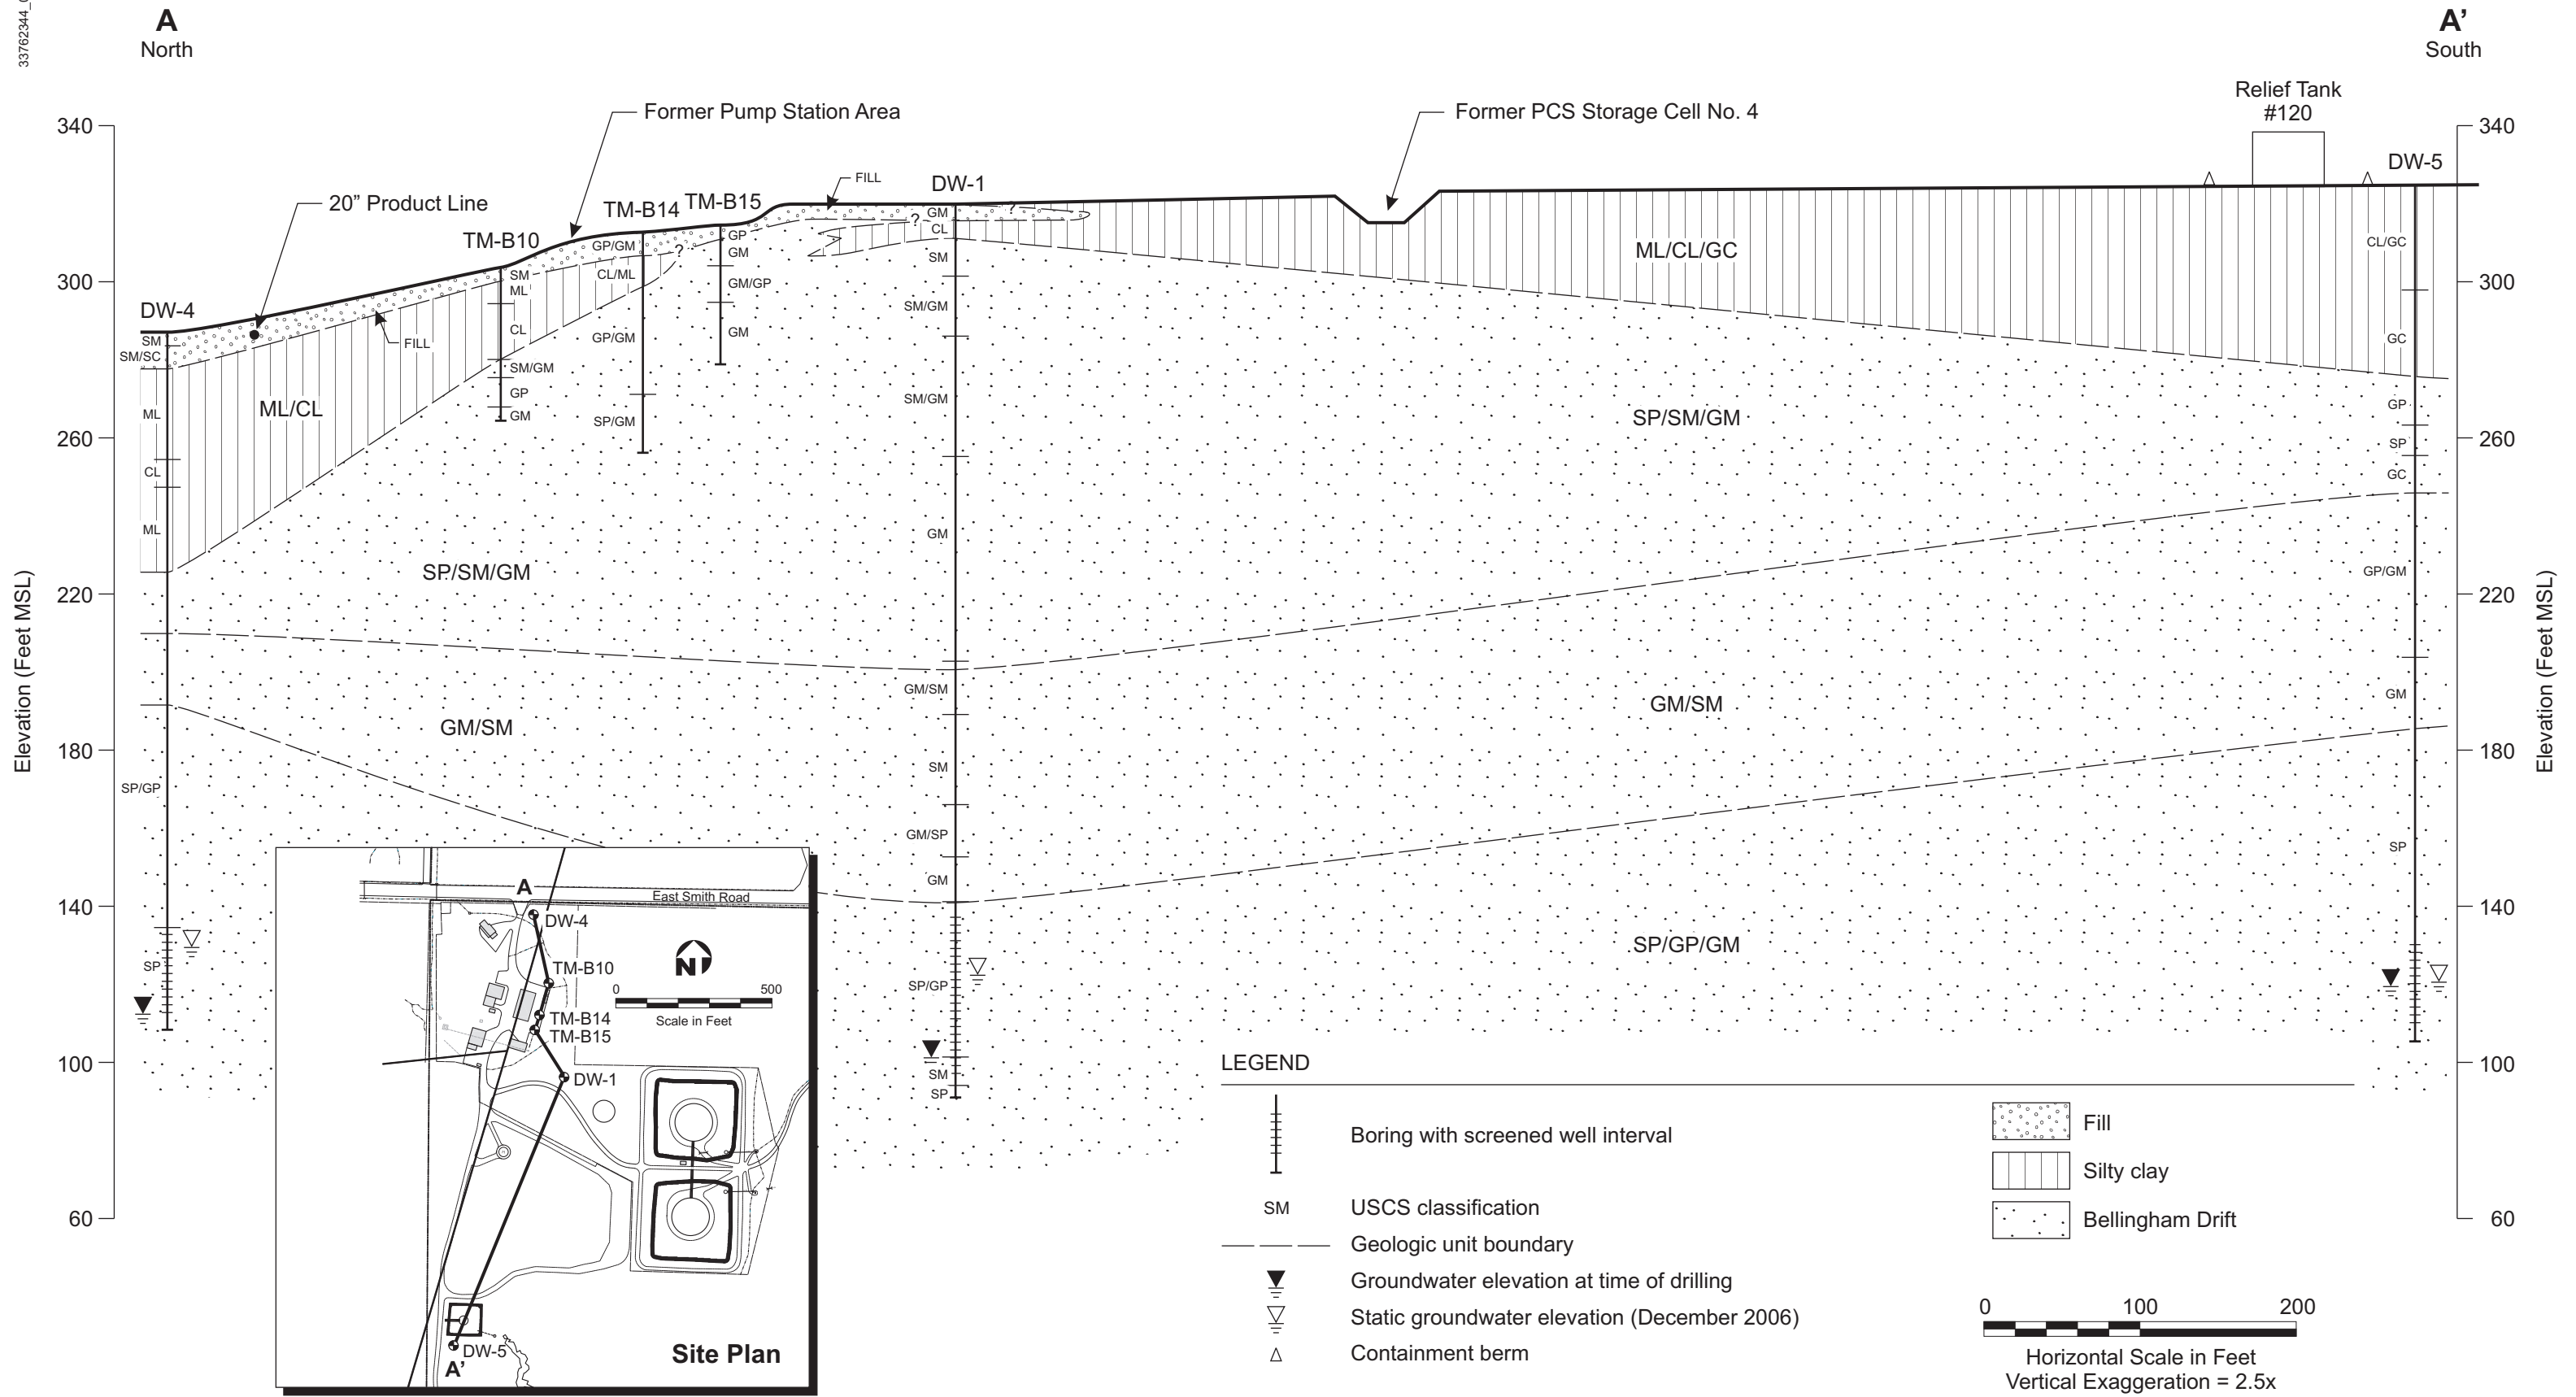 A
North
A'
South
Relief Tank
#120
Former Pump Station Area
Former PCS Storage Cell No. 4
340
340
DW-5
FILL
DW-1
20" Product Line
TM-B14
TM-B15
TM-B10
DW-4
300
300
260
260
220
220
180
180
140
140
100
100
60
60
Elevation (Feet MSL)
Elevation (Feet MSL)
SM
SM/SC
ML
CL
ML
SP/GP
SP
FILL
ML/CL
SM
ML
CL
SM/GM
GP
GM
GP/GM
CL/ML
GP/GM
SP/GM
?
GP
GM
GM/GP
GM
?
?
GM
CL
SM
SM/GM
SM/GM
GM
GM/SM
SM
GM/SP
GM
SP/GP
SM
SP
ML/CL/GC
SP/SM/GM
SP/SM/GM
GM/SM
GM/SM
SP/GP/GM
CL/GC
GC
GP
SP
GC
GP/GM
GM
SP
A
East Smith Road
DW-4
N
TM-B10
0 500
Scale in Feet
TM-B14
TM-B15
DW-1
DW-5
A'
Site Plan
LEGEND
Boring with screened well interval
SM USCS classification
Geologic unit boundary
Groundwater elevation at time of drilling
Static groundwater elevation (December 2006)
Containment berm
Fill
Silty clay
Bellingham Drift
0 100 200
Horizontal Scale in Feet
Vertical Exaggeration = 2.5x